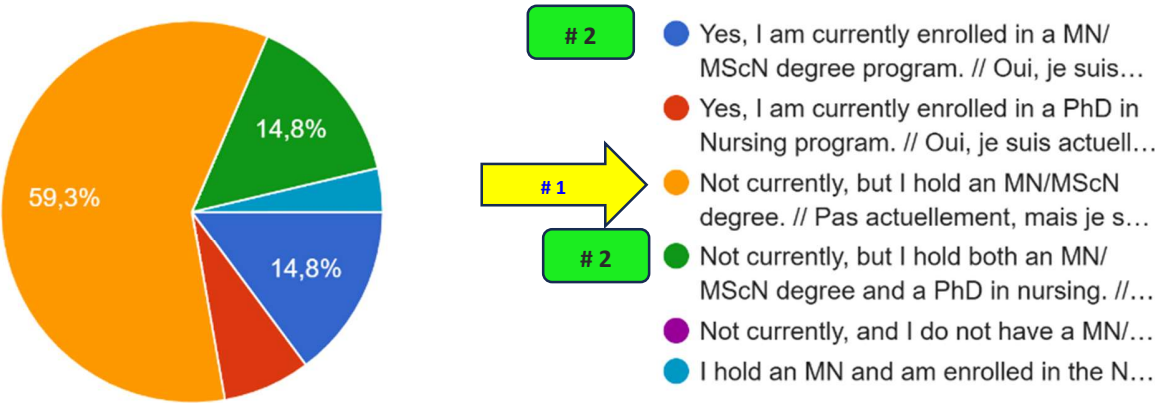 14,8%
59,3%
14,8%
# 2
# 1
# 2
Yes, I am currently enrolled in a MN/
MScN degree program. // Oui, je suis…
Yes, I am currently enrolled in a PhD in
Nursing program. // Oui, je suis actuell…
Not currently, but I hold an MN/MScN
degree. // Pas actuellement, mais je s…
Not currently, but I hold both an MN/
MScN degree and a PhD in nursing. //…
Not currently, and I do not have a MN/…
I hold an MN and am enrolled in the N…